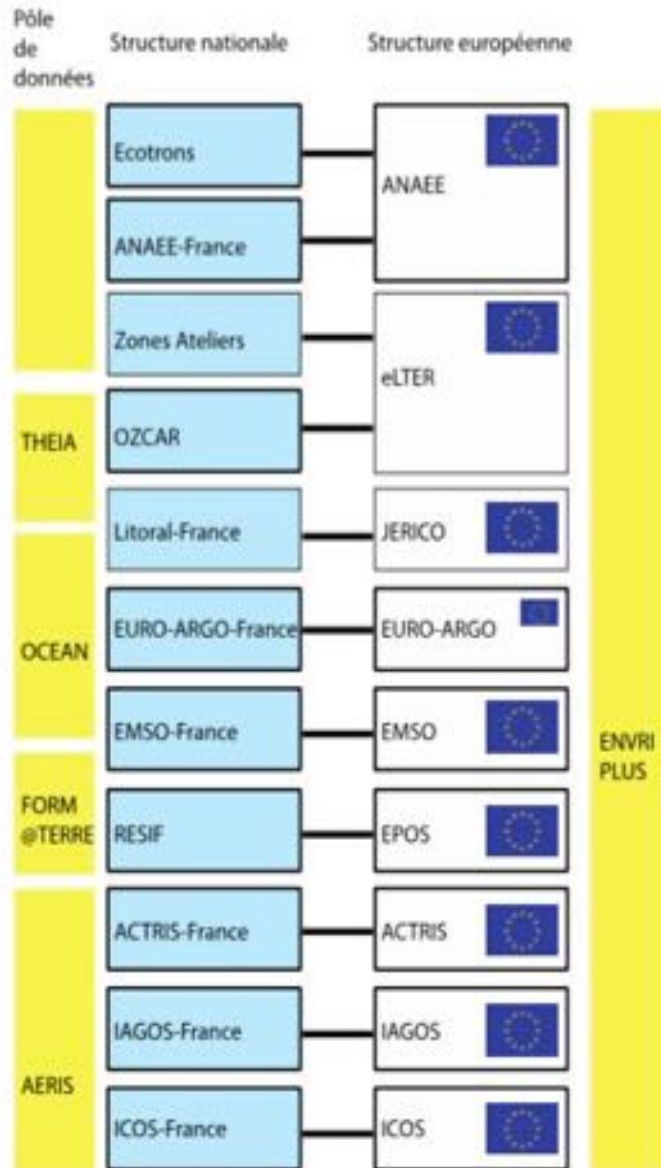 Pôle
de
données
Structure nationale
Structure européenne
Ecotrons
ANAEE
ANAEE-France
Zones Ateliers
eLTER
THEIA
OZCAR
Litoral-France
JERICO
OCEAN
EURO-ARGO-France
EURO-ARGO
EMSO-France
EMSO
ENVRI
PLUS
FORM
@TERRE
RESIF
EPOS
ACTRIS-France
ACTRIS
IAGOS-France
IAGOS
AERIS
ICOS-France
ICOS